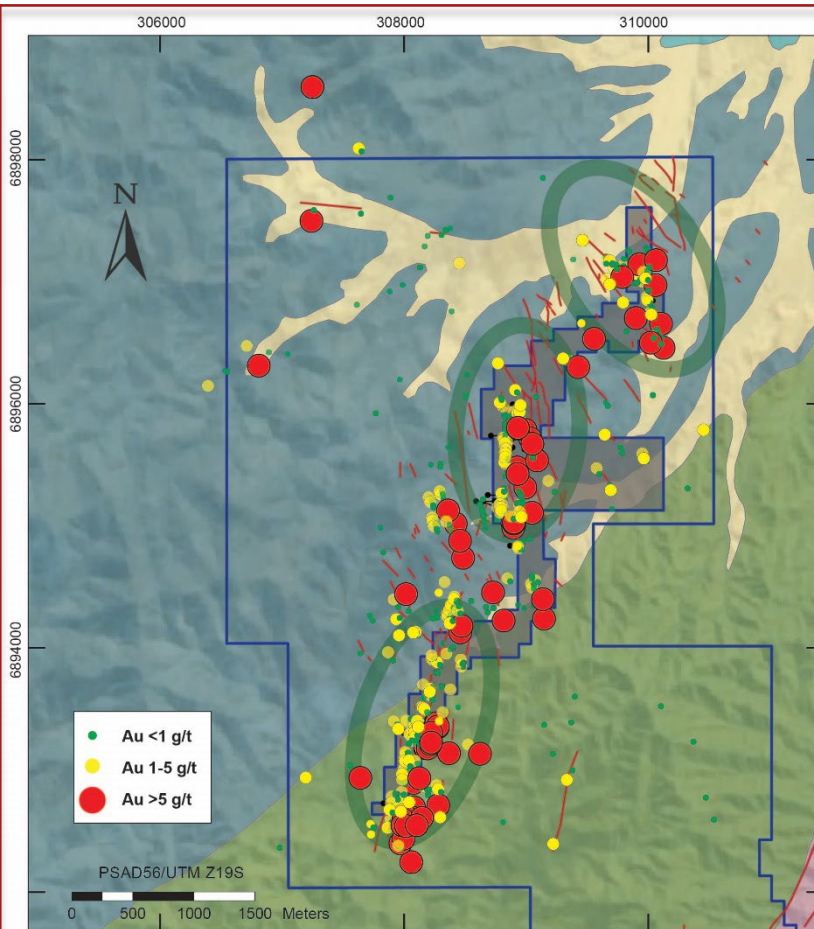 306000 308000 310000
6898000
N
6896000
6894000
Au <1 g/t
Au 1-5 g/t
Au >5 g/t
PSAD56/UTM Z19S
0 500 1000 1500 Meters